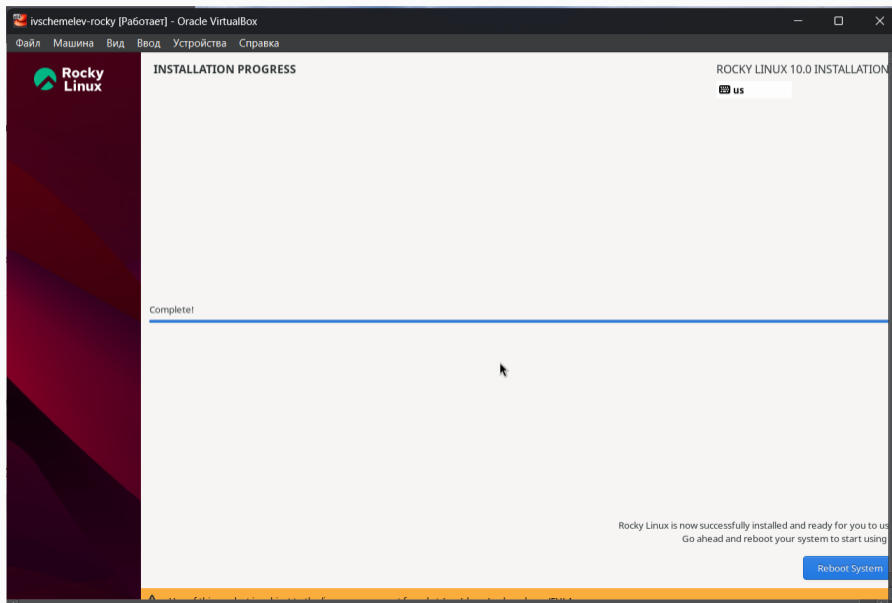 ivschemelev-rocky [Работает] - Oracle VirtualBox
Файл Машина Вид Ввод Устройства Справка
Rocky
Linux
INSTALLATION PROGRESS
ROCKY LINUX 10.0 INSTALLATION
us
Complete!
Rocky Linux is now successfully installed and ready for you to us
Go ahead and reboot your system to start using
Reboot System